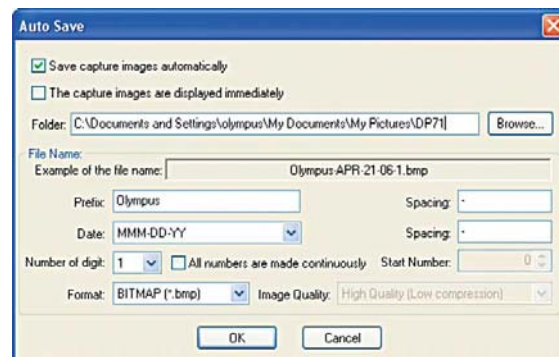 Auto Save
Save capture images automatically
The capture images are displayed immediately
Folder: C:\Documents and Settings\olympus\My Documents\My Pictures\DP71 Browse...
File Name:
Example of the file name: Olympus-APR-21-06-1.bmp
Prefix: Olympus Spacing: -
Date: MMM-DD-YY Spacing: -
Number of digit: 1 All numbers are made continuously Start Number: 0
Format: BITMAP (*.bmp) Image Quality: High Quality (Low compression)
OK Cancel